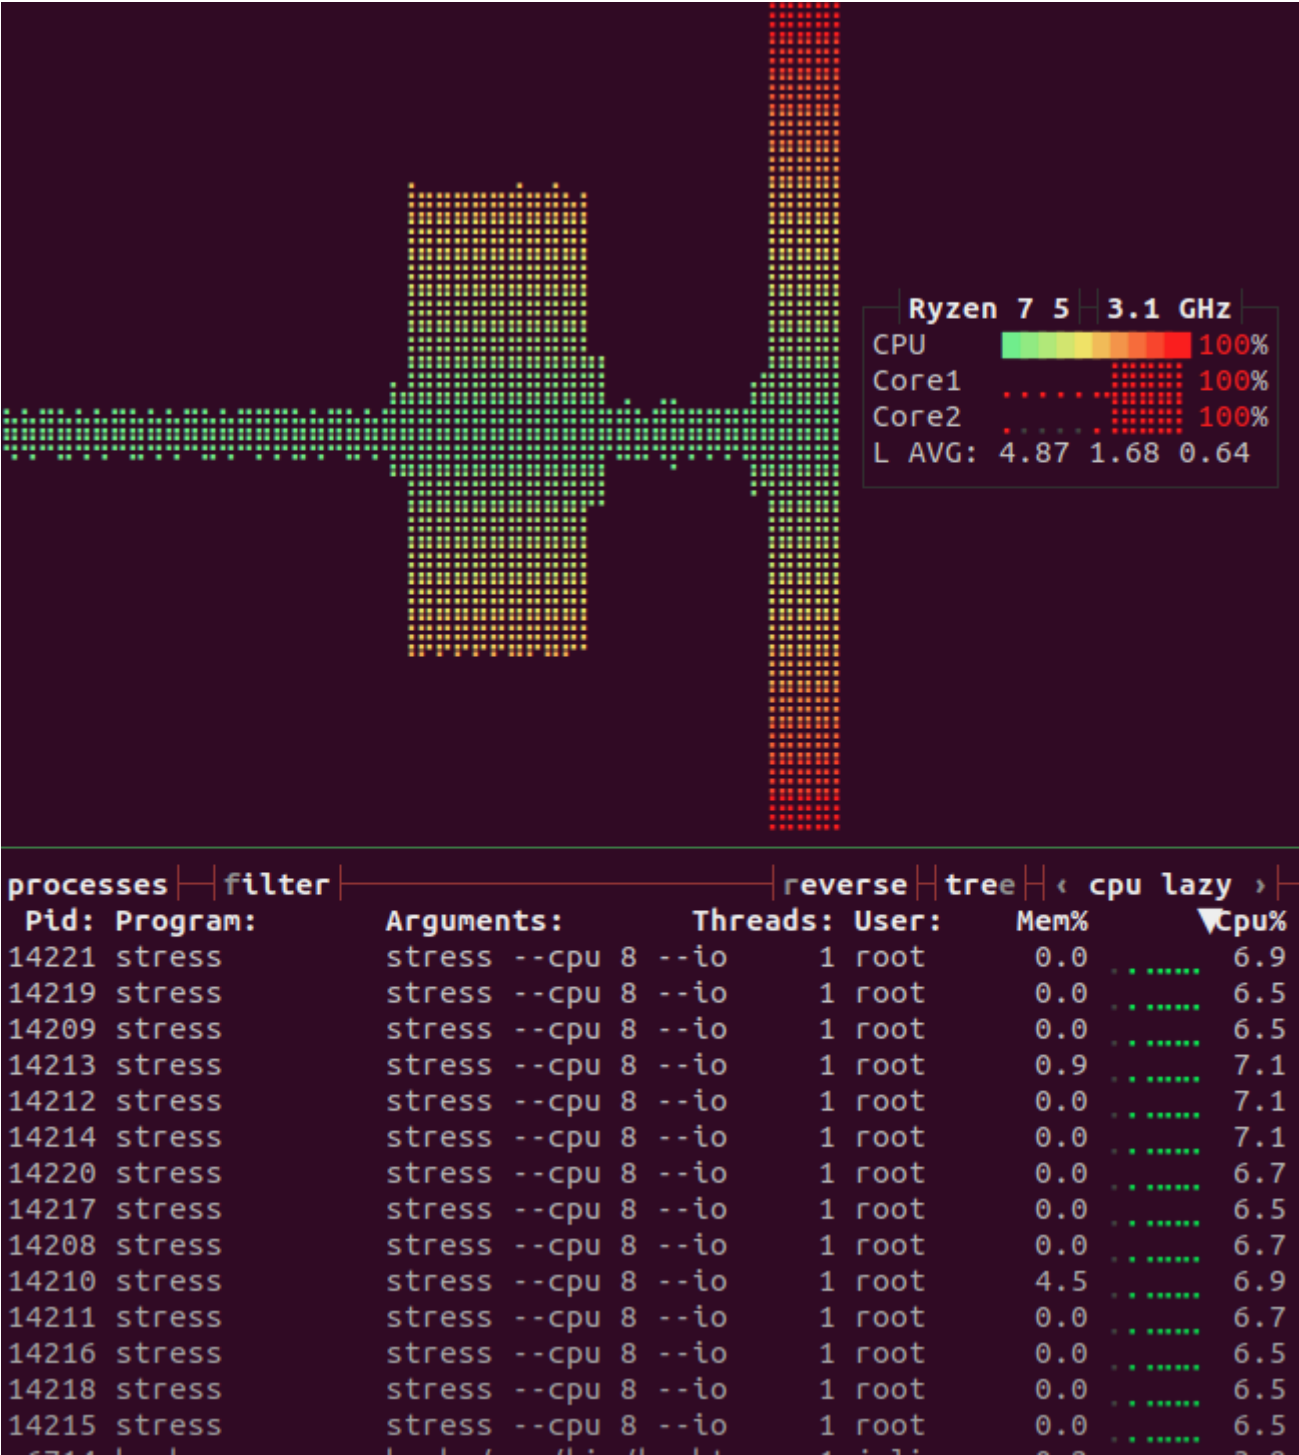 Ryzen 7 5 3.1 GHz
CPU 100%
Core1 100%
Core2 100%
L AVG: 4.87 1.68 0.64
processes filter reverse tree ‹ cpu lazy ›
Pid: Program: Arguments: Threads: User: Mem% ▼Cpu%
14221 stress stress --cpu 8 --io 1 root 0.0 6.9
14219 stress stress --cpu 8 --io 1 root 0.0 6.5
14209 stress stress --cpu 8 --io 1 root 0.0 6.5
14213 stress stress --cpu 8 --io 1 root 0.9 7.1
14212 stress stress --cpu 8 --io 1 root 0.0 7.1
14214 stress stress --cpu 8 --io 1 root 0.0 7.1
14220 stress stress --cpu 8 --io 1 root 0.0 6.7
14217 stress stress --cpu 8 --io 1 root 0.0 6.5
14208 stress stress --cpu 8 --io 1 root 0.0 6.7
14210 stress stress --cpu 8 --io 1 root 4.5 6.9
14211 stress stress --cpu 8 --io 1 root 0.0 6.7
14216 stress stress --cpu 8 --io 1 root 0.0 6.5
14218 stress stress --cpu 8 --io 1 root 0.0 6.5
14215 stress stress --cpu 8 --io 1 root 0.0 6.5